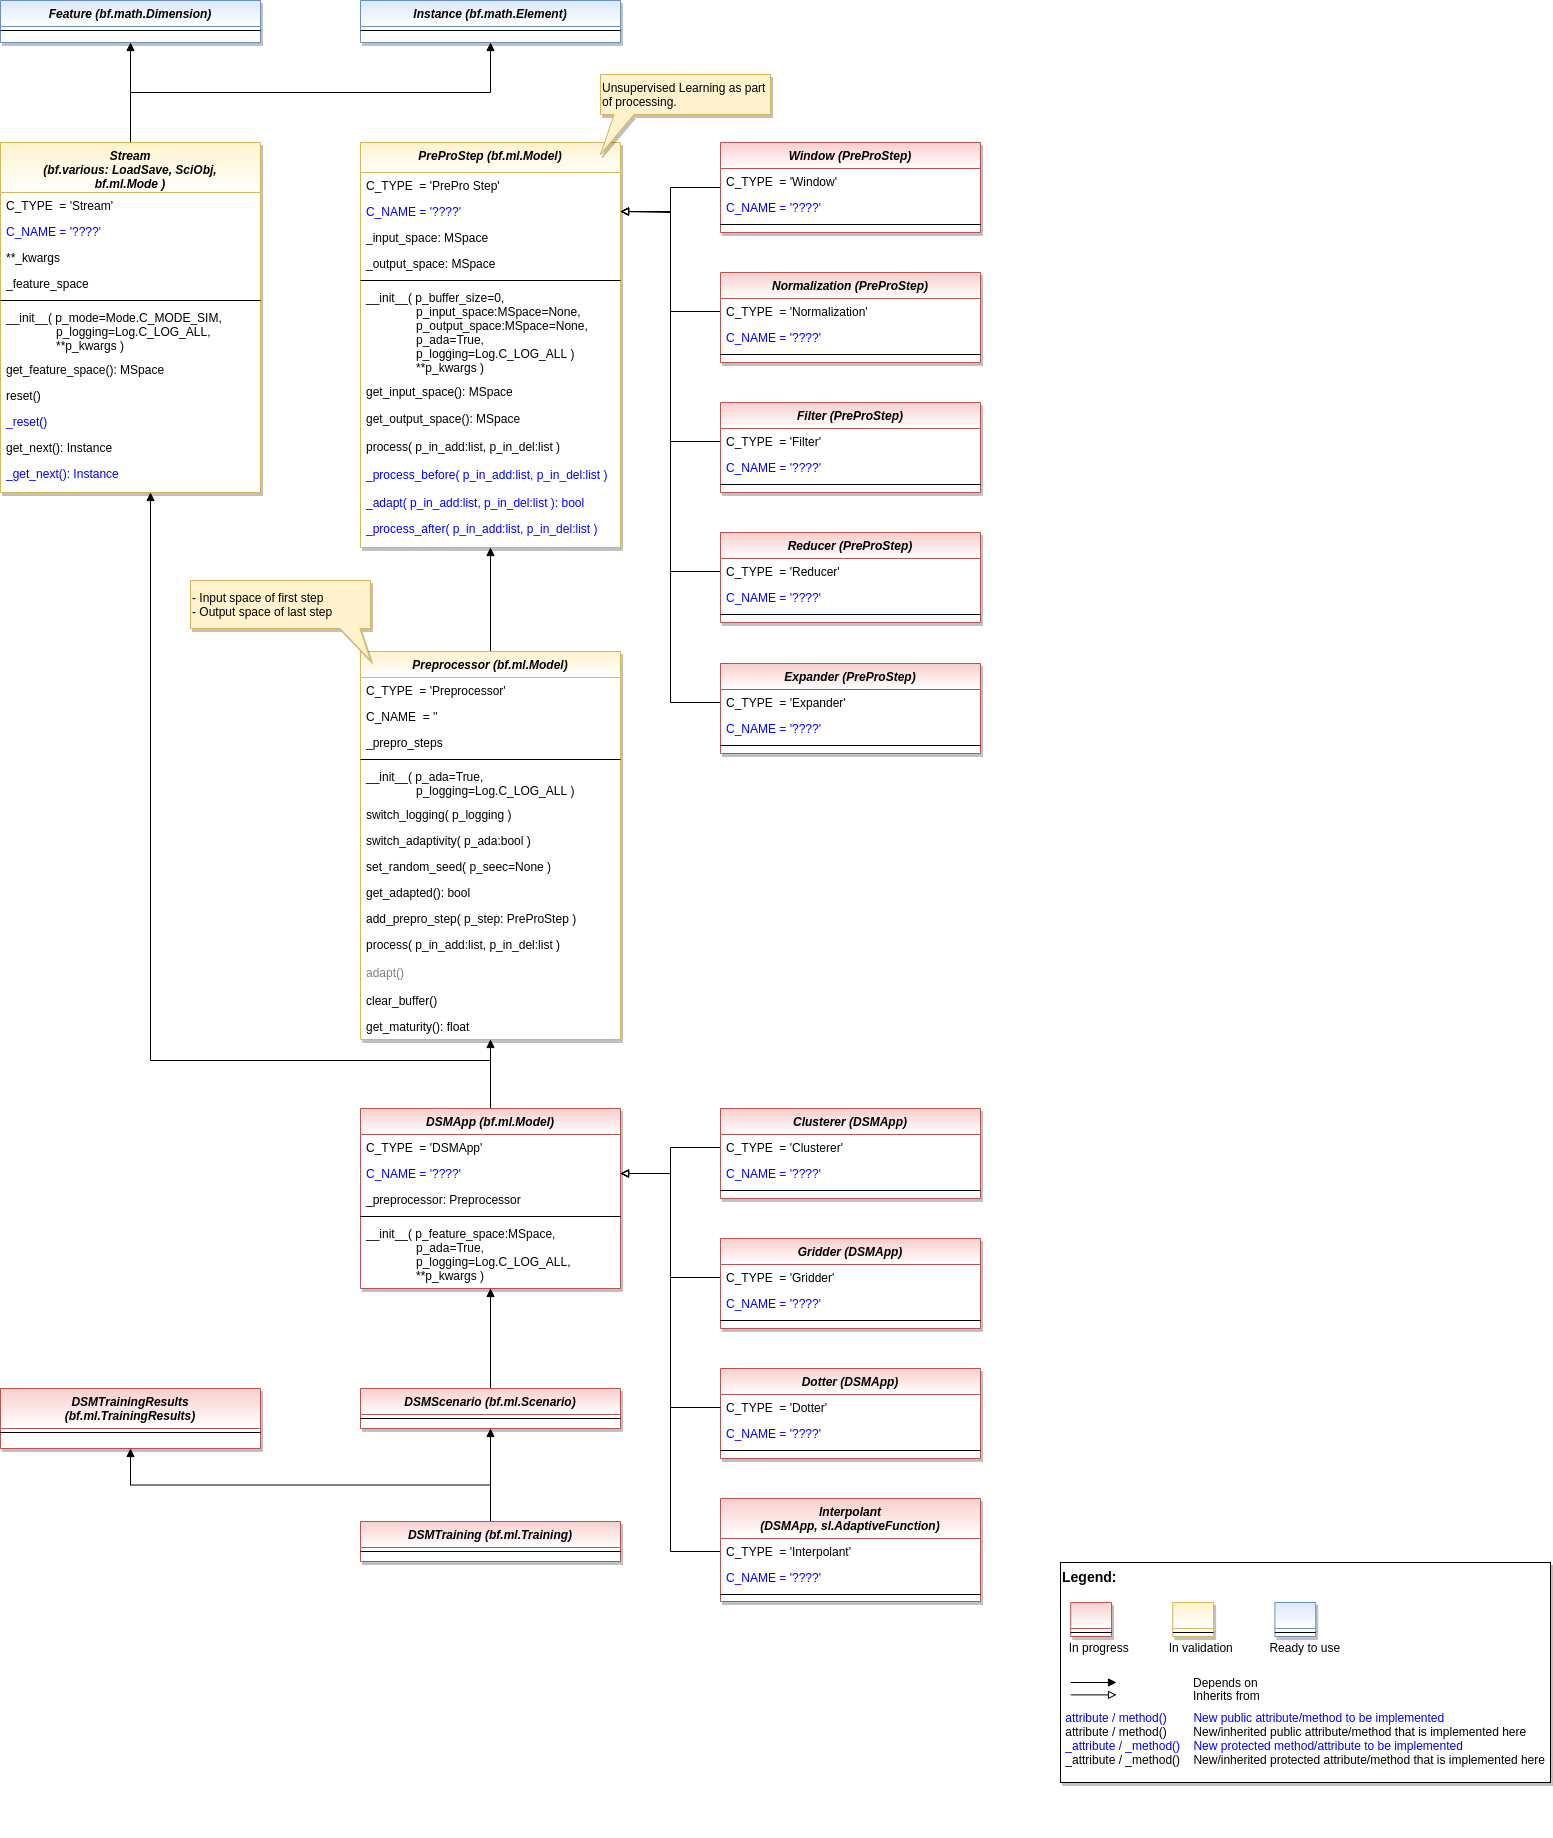 Feature (bf.math.Dimension)
Instance (bf.math.Element)
Unsupervised Learning as part
of processing.
Stream
(bf.various: LoadSave, SciObj,
bf.ml.Mode )
C_TYPE  = 'Stream'
C_NAME = '????'
**_kwargs
_feature_space
__init__( p_mode=Mode.C_MODE_SIM,
p_logging=Log.C_LOG_ALL,
**p_kwargs )
get_feature_space(): MSpace
reset()
_reset()
get_next(): Instance
_get_next(): Instance
PreProStep (bf.ml.Model)
C_TYPE  = 'PrePro Step'
C_NAME = '????'
_input_space: MSpace
_output_space: MSpace
__init__( p_buffer_size=0,
p_input_space:MSpace=None,
p_output_space:MSpace=None,
p_ada=True,
p_logging=Log.C_LOG_ALL )
**p_kwargs )
get_input_space(): MSpace
get_output_space(): MSpace
process( p_in_add:list, p_in_del:list )
_process_before( p_in_add:list, p_in_del:list )
_adapt( p_in_add:list, p_in_del:list ): bool
_process_after( p_in_add:list, p_in_del:list )
Window (PreProStep)
C_TYPE  = 'Window'
C_NAME = '????'
Normalization (PreProStep)
C_TYPE  = 'Normalization'
C_NAME = '????'
Filter (PreProStep)
C_TYPE  = 'Filter'
C_NAME = '????'
Reducer (PreProStep)
C_TYPE  = 'Reducer'
C_NAME = '????'
Expander (PreProStep)
C_TYPE  = 'Expander'
C_NAME = '????'
- Input space of first step
- Output space of last step
Preprocessor (bf.ml.Model)
C_TYPE  = 'Preprocessor'
C_NAME  = ''
_prepro_steps
__init__( p_ada=True,
p_logging=Log.C_LOG_ALL )
switch_logging( p_logging )
switch_adaptivity( p_ada:bool )
set_random_seed( p_seec=None )
get_adapted(): bool
add_prepro_step( p_step: PreProStep )
process( p_in_add:list, p_in_del:list )
adapt()
clear_buffer()
get_maturity(): float
DSMApp (bf.ml.Model)
C_TYPE  = 'DSMApp'
C_NAME = '????'
_preprocessor: Preprocessor
__init__( p_feature_space:MSpace,
p_ada=True,
p_logging=Log.C_LOG_ALL,
**p_kwargs )
Clusterer (DSMApp)
C_TYPE  = 'Clusterer'
C_NAME = '????'
Gridder (DSMApp)
C_TYPE  = 'Gridder'
C_NAME = '????'
Dotter (DSMApp)
C_TYPE  = 'Dotter'
C_NAME = '????'
Interpolant
(DSMApp, sl.AdaptiveFunction)
C_TYPE  = 'Interpolant'
C_NAME = '????'
DSMTrainingResults
(bf.ml.TrainingResults)
DSMScenario (bf.ml.Scenario)
DSMTraining (bf.ml.Training)
Legend:
In progress
In validation
Ready to use
Depends on
Inherits from
attribute / method() New public attribute/method to be implemented
attribute / method() New/inherited public attribute/method that is implemented here
_attribute / _method() New protected method/attribute to be implemented
_attribute / _method() New/inherited protected attribute/method that is implemented here